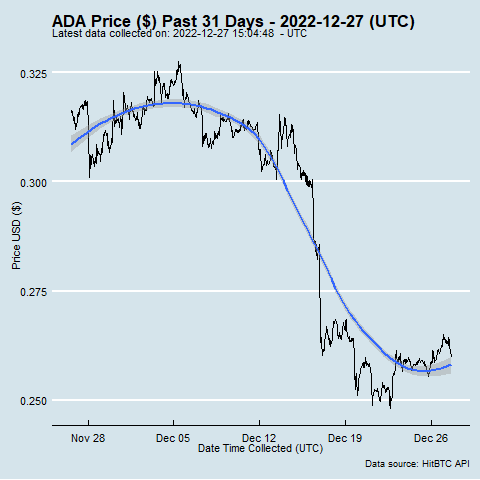 ADA Price ($) Past 31 Days - 2022-12-27 (UTC)
Latest data collected on: 2022-12-27 15:04:48 - UTC
0.325
0.300
0.275
0.250
Price USD ($)
Nov 28 Dec 05 Dec 12 Dec 19 Dec 26
Date Time Collected (UTC)
Data source: HitBTC API